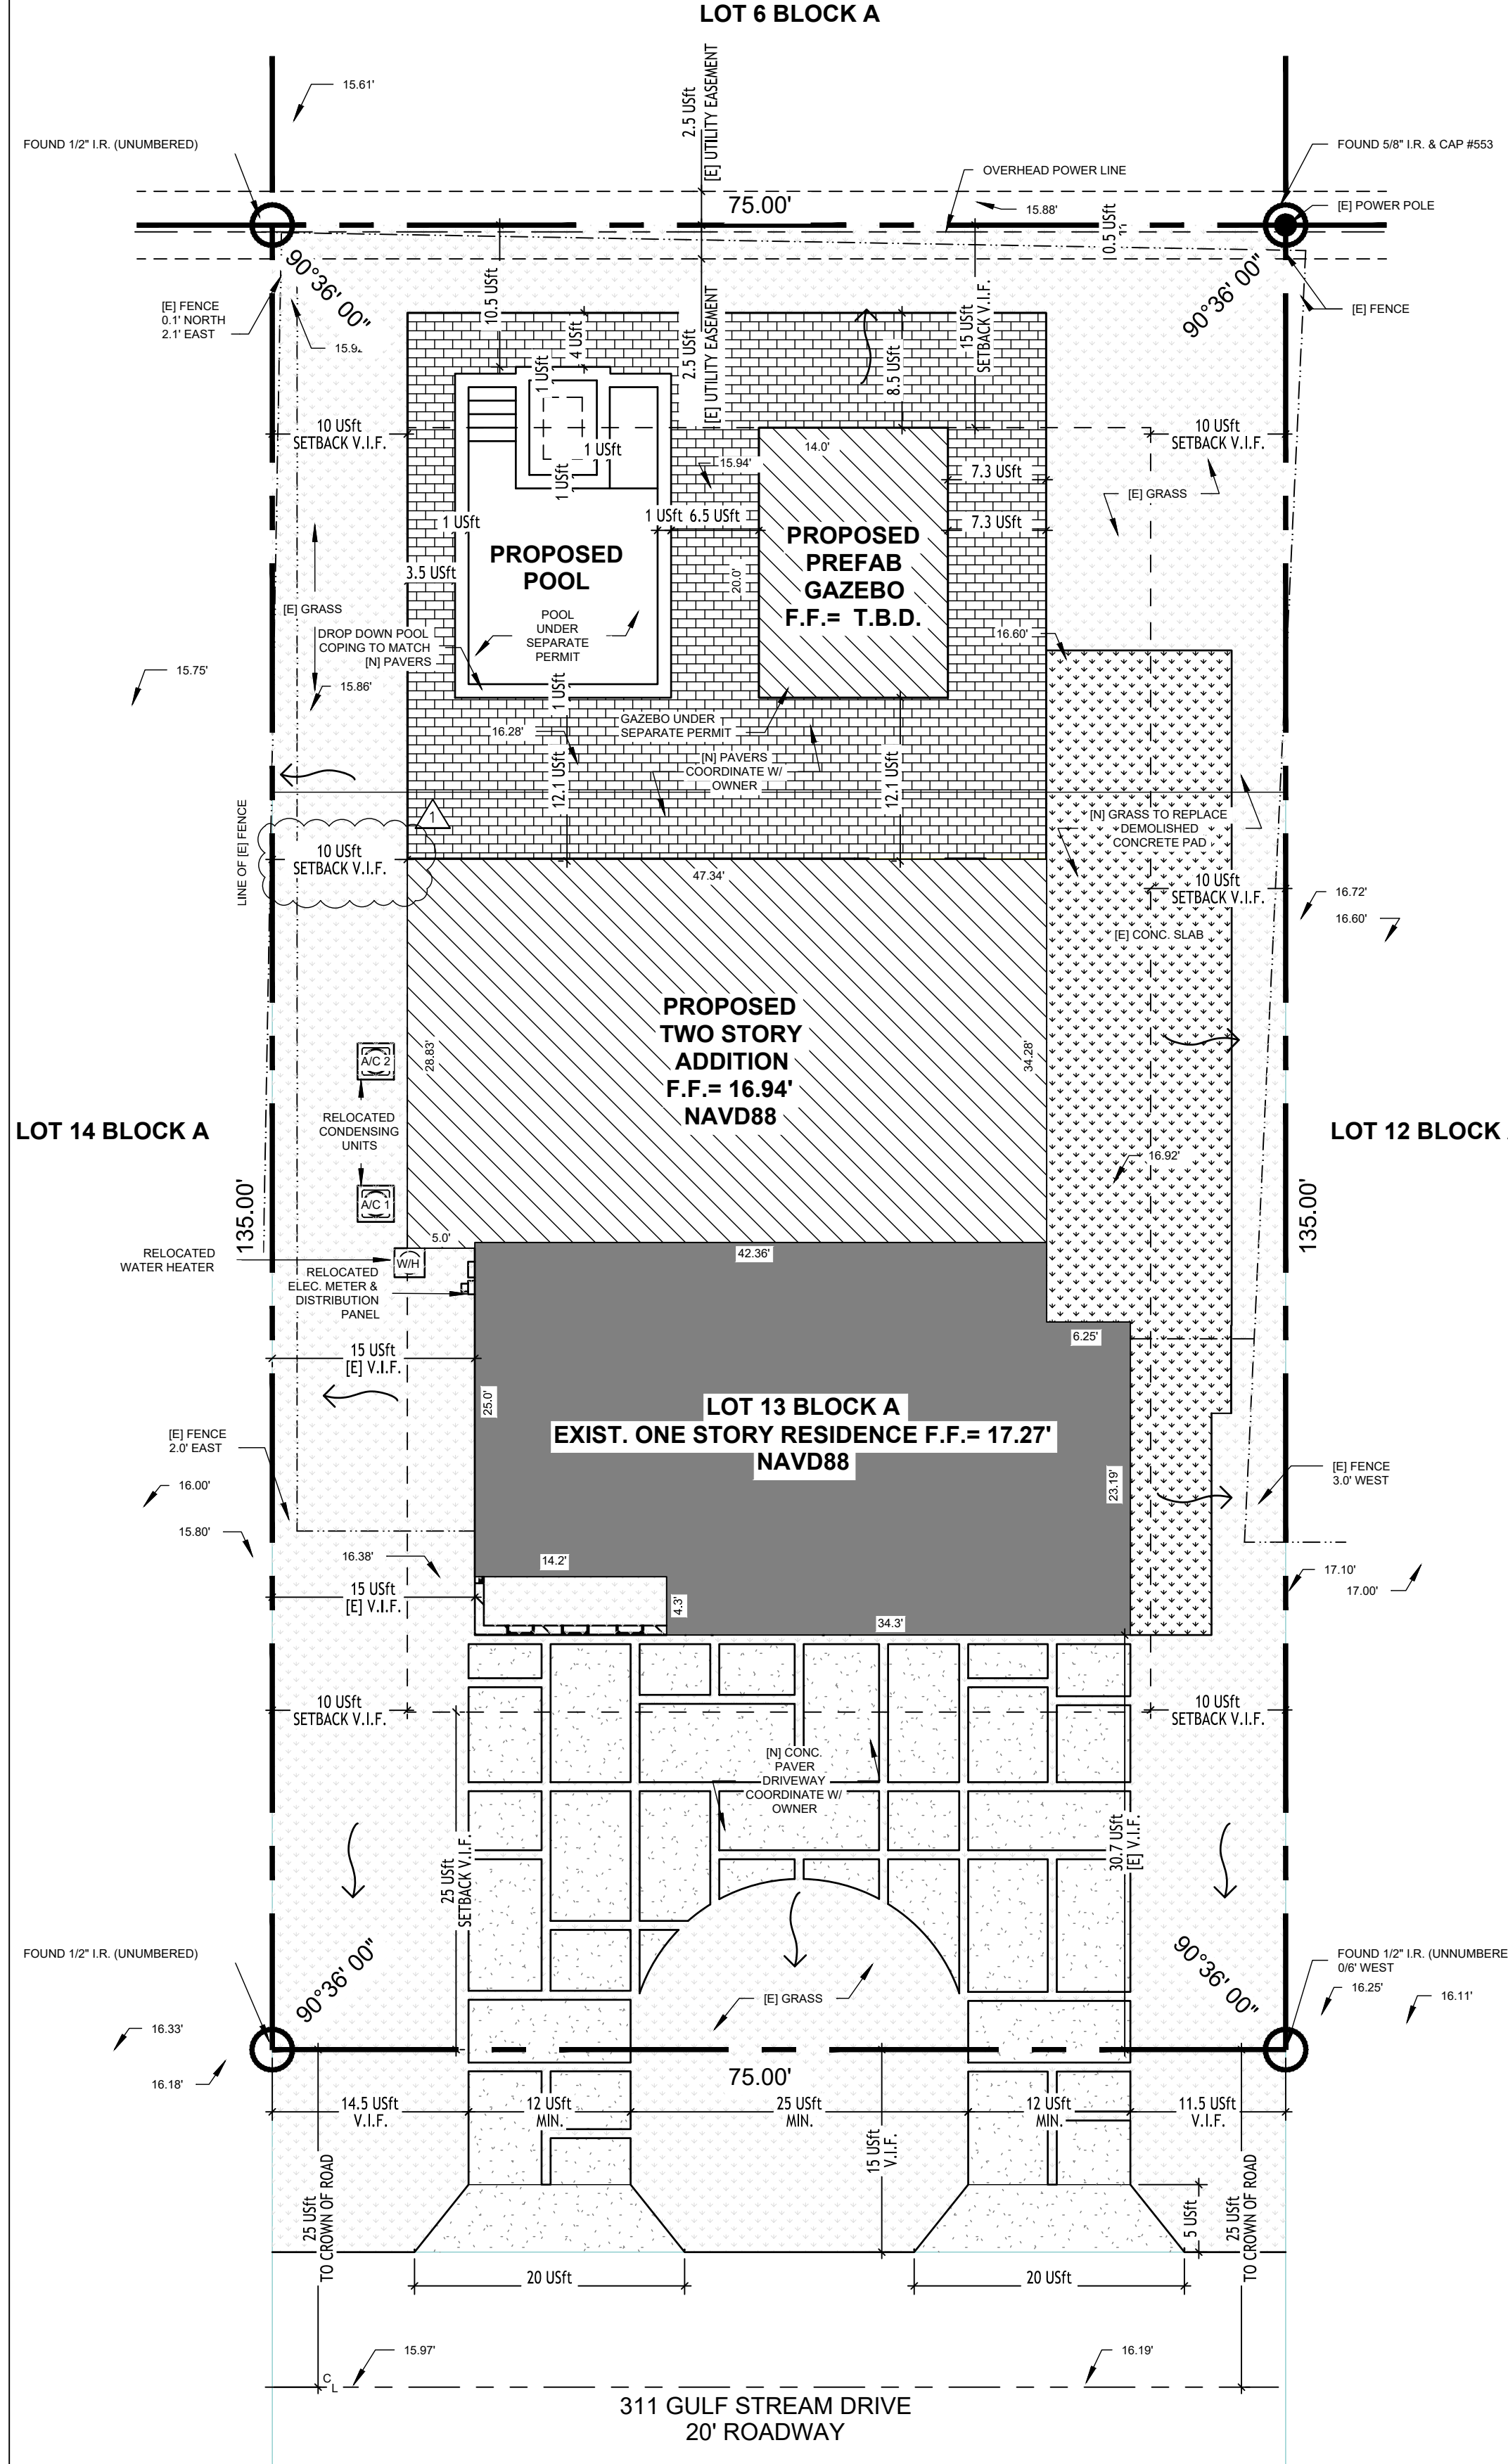 LOT 6 BLOCK A
15.61'
2.5 USft
[E] UTILITY EASEMENT
FOUND 1/2" I.R. (UNUMBERED)
FOUND 5/8" I.R. & CAP #553
OVERHEAD POWER LINE
75.00'
15.88'
[E] POWER POLE
0.5 USft
90°36' 00"
90°36' 00"
[E] FENCE
0.1' NORTH
2.1' EAST
15.9
10.5 USft
4 USft
1 USft
2.5 USft
[E] UTILITY EASEMENT
8.5 USft
15 USft
SETBACK V.I.F.
[E] FENCE
10 USft
SETBACK V.I.F.
10 USft
SETBACK V.I.F.
14.0'
1 USft
1 USft
15.94'
7.3 USft
[E] GRASS
1 USft
1 USft
6.5 USft
7.3 USft
PROPOSED
POOL
PROPOSED
PREFAB
GAZEBO
F.F.= T.B.D.
3.5 USft
20.0'
[E] GRASS
POOL
UNDER
SEPARATE
PERMIT
DROP DOWN POOL
COPING TO MATCH
[N] PAVERS
16.60'
15.75'
15.86'
1 USft
16.28'
GAZEBO UNDER
SEPARATE PERMIT
[N] PAVERS
COORDINATE W/
OWNER
12.1 USft
12.1 USft
1
LINE OF [E] FENCE
[N] GRASS TO REPLACE
DEMOLISHED
CONCRETE PAD
10 USft
SETBACK V.I.F.
47.34'
10 USft
SETBACK V.I.F.
16.72'
16.60'
[E] CONC. SLAB
PROPOSED
TWO STORY
ADDITION
F.F.= 16.94'
NAVD88
A/C 2
28.83'
34.28'
RELOCATED
CONDENSING
UNITS
LOT 14 BLOCK A
LOT 12 BLOCK
16.92'
A/C 1
135.00'
135.00'
5.0'
RELOCATED
WATER HEATER
W/H
42.36'
RELOCATED
ELEC. METER &
DISTRIBUTION
PANEL
6.25'
15 USft
[E] V.I.F.
25.0'
LOT 13 BLOCK A
EXIST. ONE STORY RESIDENCE F.F.= 17.27'
NAVD88
[E] FENCE
2.0' EAST
[E] FENCE
3.0' WEST
16.00'
23.19'
15.80'
16.38'
14.2'
17.10'
17.00'
15 USft
[E] V.I.F.
4.3'
34.3'
10 USft
SETBACK V.I.F.
10 USft
SETBACK V.I.F.
[N] CONC.
PAVER
DRIVEWAY
COORDINATE W/
OWNER
25 USft
SETBACK V.I.F.
30.7 USft
[E] V.I.F.
FOUND 1/2" I.R. (UNUMBERED)
90°36' 00"
90°36' 00"
FOUND 1/2" I.R. (UNNUMBERE
0/6' WEST
[E] GRASS
16.25'
16.11'
16.33'
16.18'
75.00'
14.5 USft
V.I.F.
12 USft
MIN.
25 USft
MIN.
12 USft
MIN.
11.5 USft
V.I.F.
15 USft
V.I.F.
25 USft
TO CROWN OF ROAD
5 USft
25 USft
TO CROWN OF ROAD
20 USft
20 USft
15.97'
16.19'
CL
311 GULF STREAM DRIVE
20' ROADWAY